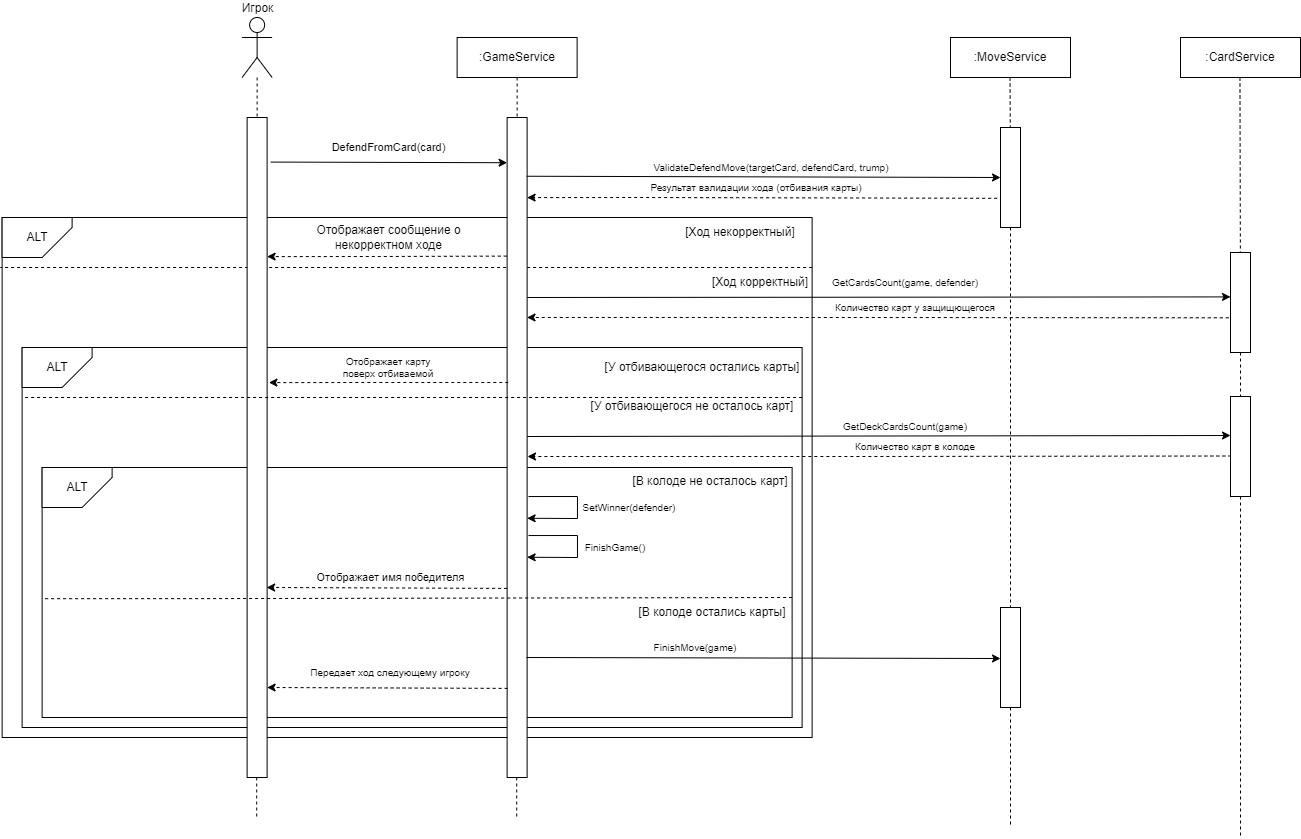 Игрок
:GameService
:MoveService
:CardService
DefendFromCard(card)
ValidateDefendMove(targetCard, defendCard, trump)
Результат валидации хода (отбивания карты)
ALT
Отображает сообщение о
некорректном ходе
[Ход некорректный]
[Ход корректный]
GetCardsCount(game, defender)
Количество карт у защищющегося
ALT
Отображает карту
поверх отбиваемой
[У отбивающегося остались карты]
[У отбивающегося не осталось карт]
GetDeckCardsCount(game)
Количество карт в колоде
ALT
[В колоде не осталось карт]
SetWinner(defender)
FinishGame()
Отображает имя победителя
[В колоде остались карты]
FinishMove(game)
Передает ход следующему игроку